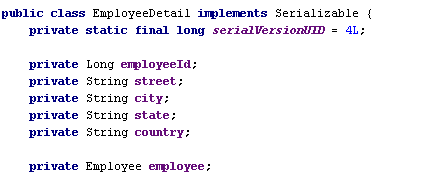 public class EmployeeDetail implements Serializable {
private static final long serialVersionUID = 4L;
private Long employeeId;
private String street;
private String city;
private String state;
private String country;
private Employee employee;